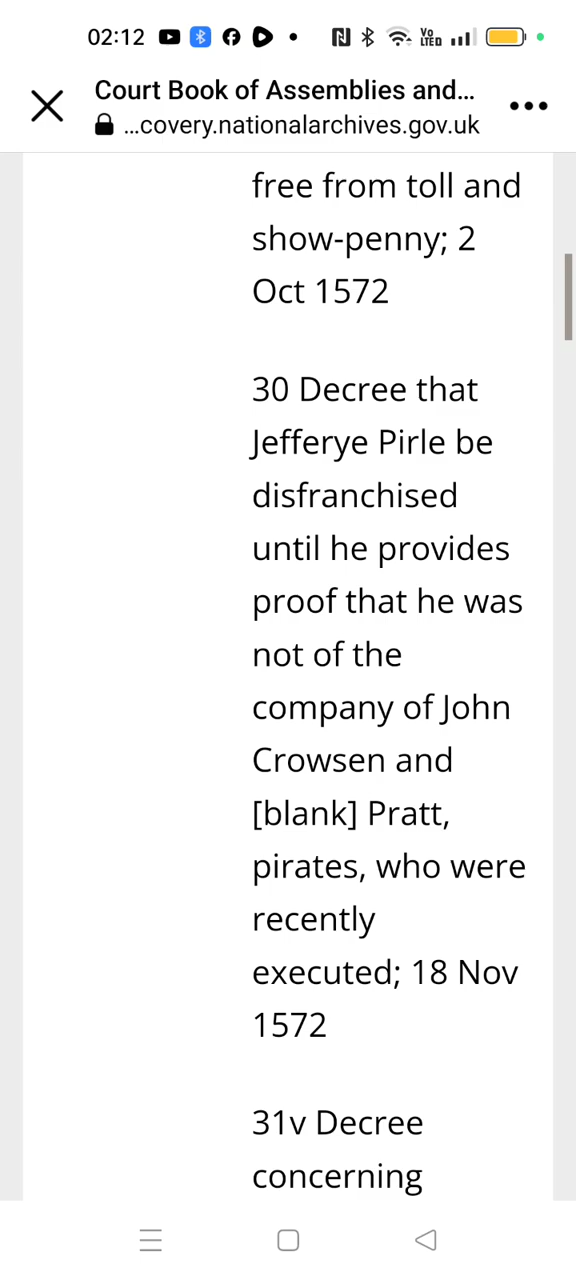 02:12
Court Book of Assemblies and...
...covery.nationalarchives.gov.uk
free from toll and
show-penny; 2
Oct 1572
30 Decree that
Jefferye Pirle be
disfranchised
until he provides
proof that he was
not of the
company of John
Crowsen and
[blank] Pratt,
pirates, who were
recently
executed; 18 Nov
1572
31v Decree
concerning